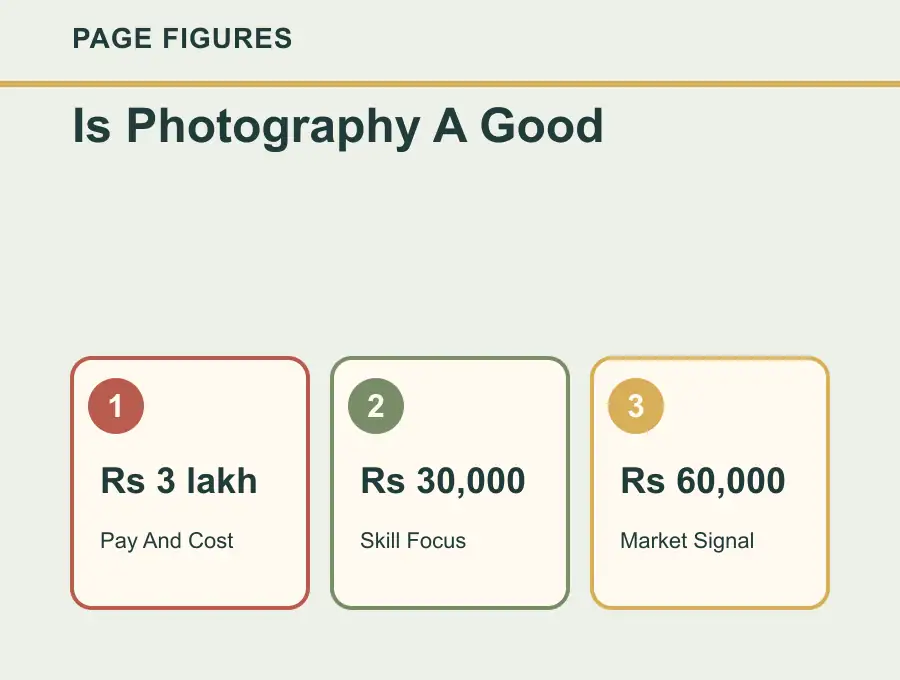 PAGE FIGURES
Is Photography A Good
1
Rs 3 lakh
Pay And Cost
2
Rs 30,000
Skill Focus
3
Rs 60,000
Market Signal